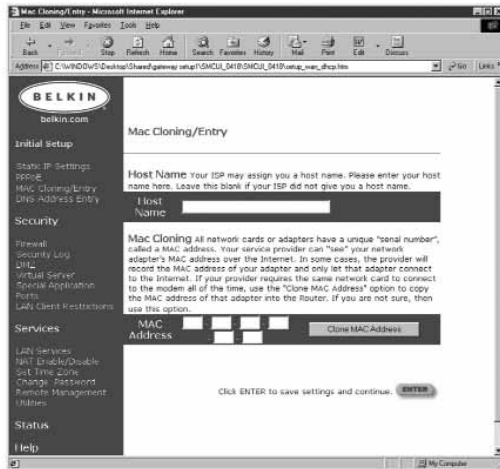 Mac Cloning/Entry - Microsoft Internet Explorer
File Edit View Favorites Tools Help
Back Stop Refresh Home Search Favorites History Mail Print Edit Discuss
Address C:\WINDOWS\Desktop\Shared\gateway setup1\SMCUI_0418\SMCUI_0418\setup_wan_dhcp.htm Go Links
BELKIN
belkin.com
Initial Setup
Static IP Settings
PPPoE
MAC Cloning/Entry
DNS Address Entry
Security
Firewall
Security Log
DMZ
Virtual Server
Special Application
Ports
LAN Client Restrictions
Services
LAN Services
NAT Enable/Disable
Set Time Zone
Change Password
Remote Management
Utilities
Status
Help
Mac Cloning/Entry
Host Name Your ISP may assign you a host name. Please enter your host
name here. Leave this blank if your ISP did not give you a host name.
Host
Name
Mac Cloning All network cards or adapters have a unique "serial number",
called a MAC address. Your service provider can "see" your network
adapter's MAC address over the Internet. In some cases, the provider will
record the MAC address of your adapter and only let that adapter connect
to the Internet. If your provider requires the same network card to connect
to the modem all of the time, use the "Clone MAC Address" option to copy
the MAC address of that adapter into the Router. If you are not sure, then
use this option.
MAC
Address
Clone MAC Address
Click ENTER to save settings and continue. ENTER
My Computer